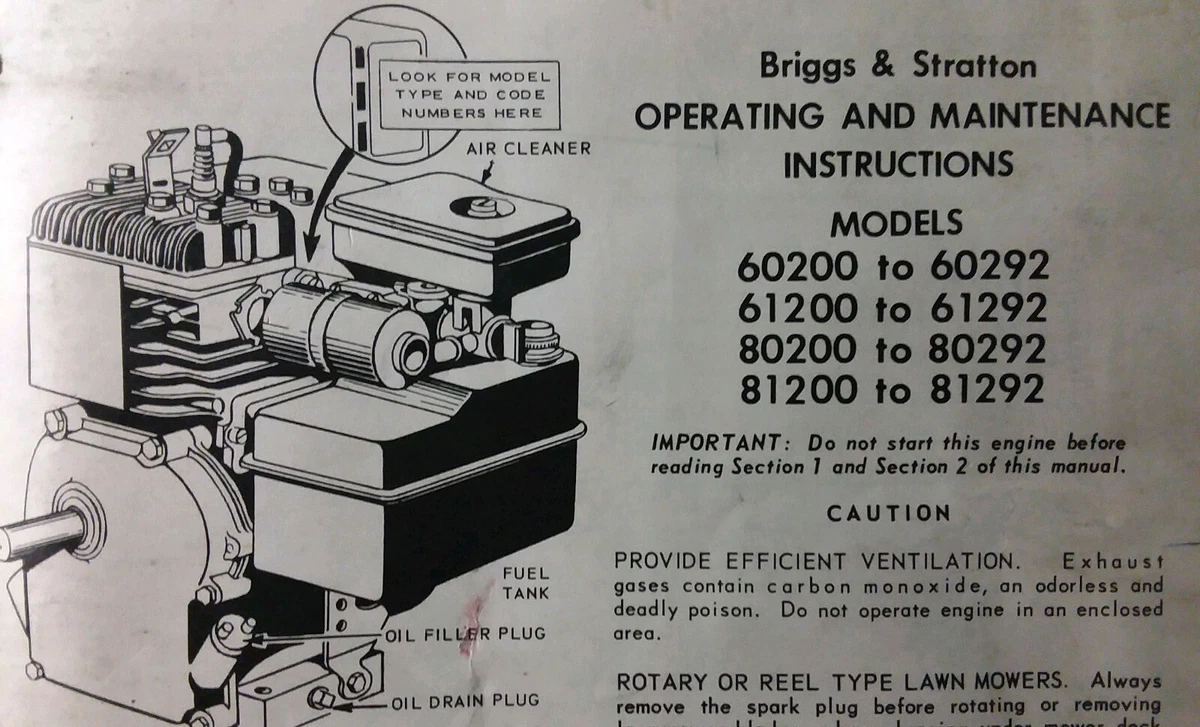 LOOK FOR MODEL
TYPE AND CODE
NUMBERS HERE
AIR CLEANER
FUEL
TANK
OIL FILLER PLUG
OIL DRAIN PLUG
Briggs & Stratton
OPERATING AND MAINTENANCE
INSTRUCTIONS
MODELS
60200 to 60292
61200 to 61292
80200 to 80292
81200 to 81292
IMPORTANT: Do not start this engine before
reading Section 1 and Section 2 of this manual.
CAUTION
PROVIDE EFFICIENT VENTILATION. Exhaust
gases contain carbon monoxide, an odorless and
deadly poison. Do not operate engine in an enclosed
area.
ROTARY OR REEL TYPE LAWN MOWERS. Always
remove the spark plug before rotating or removing